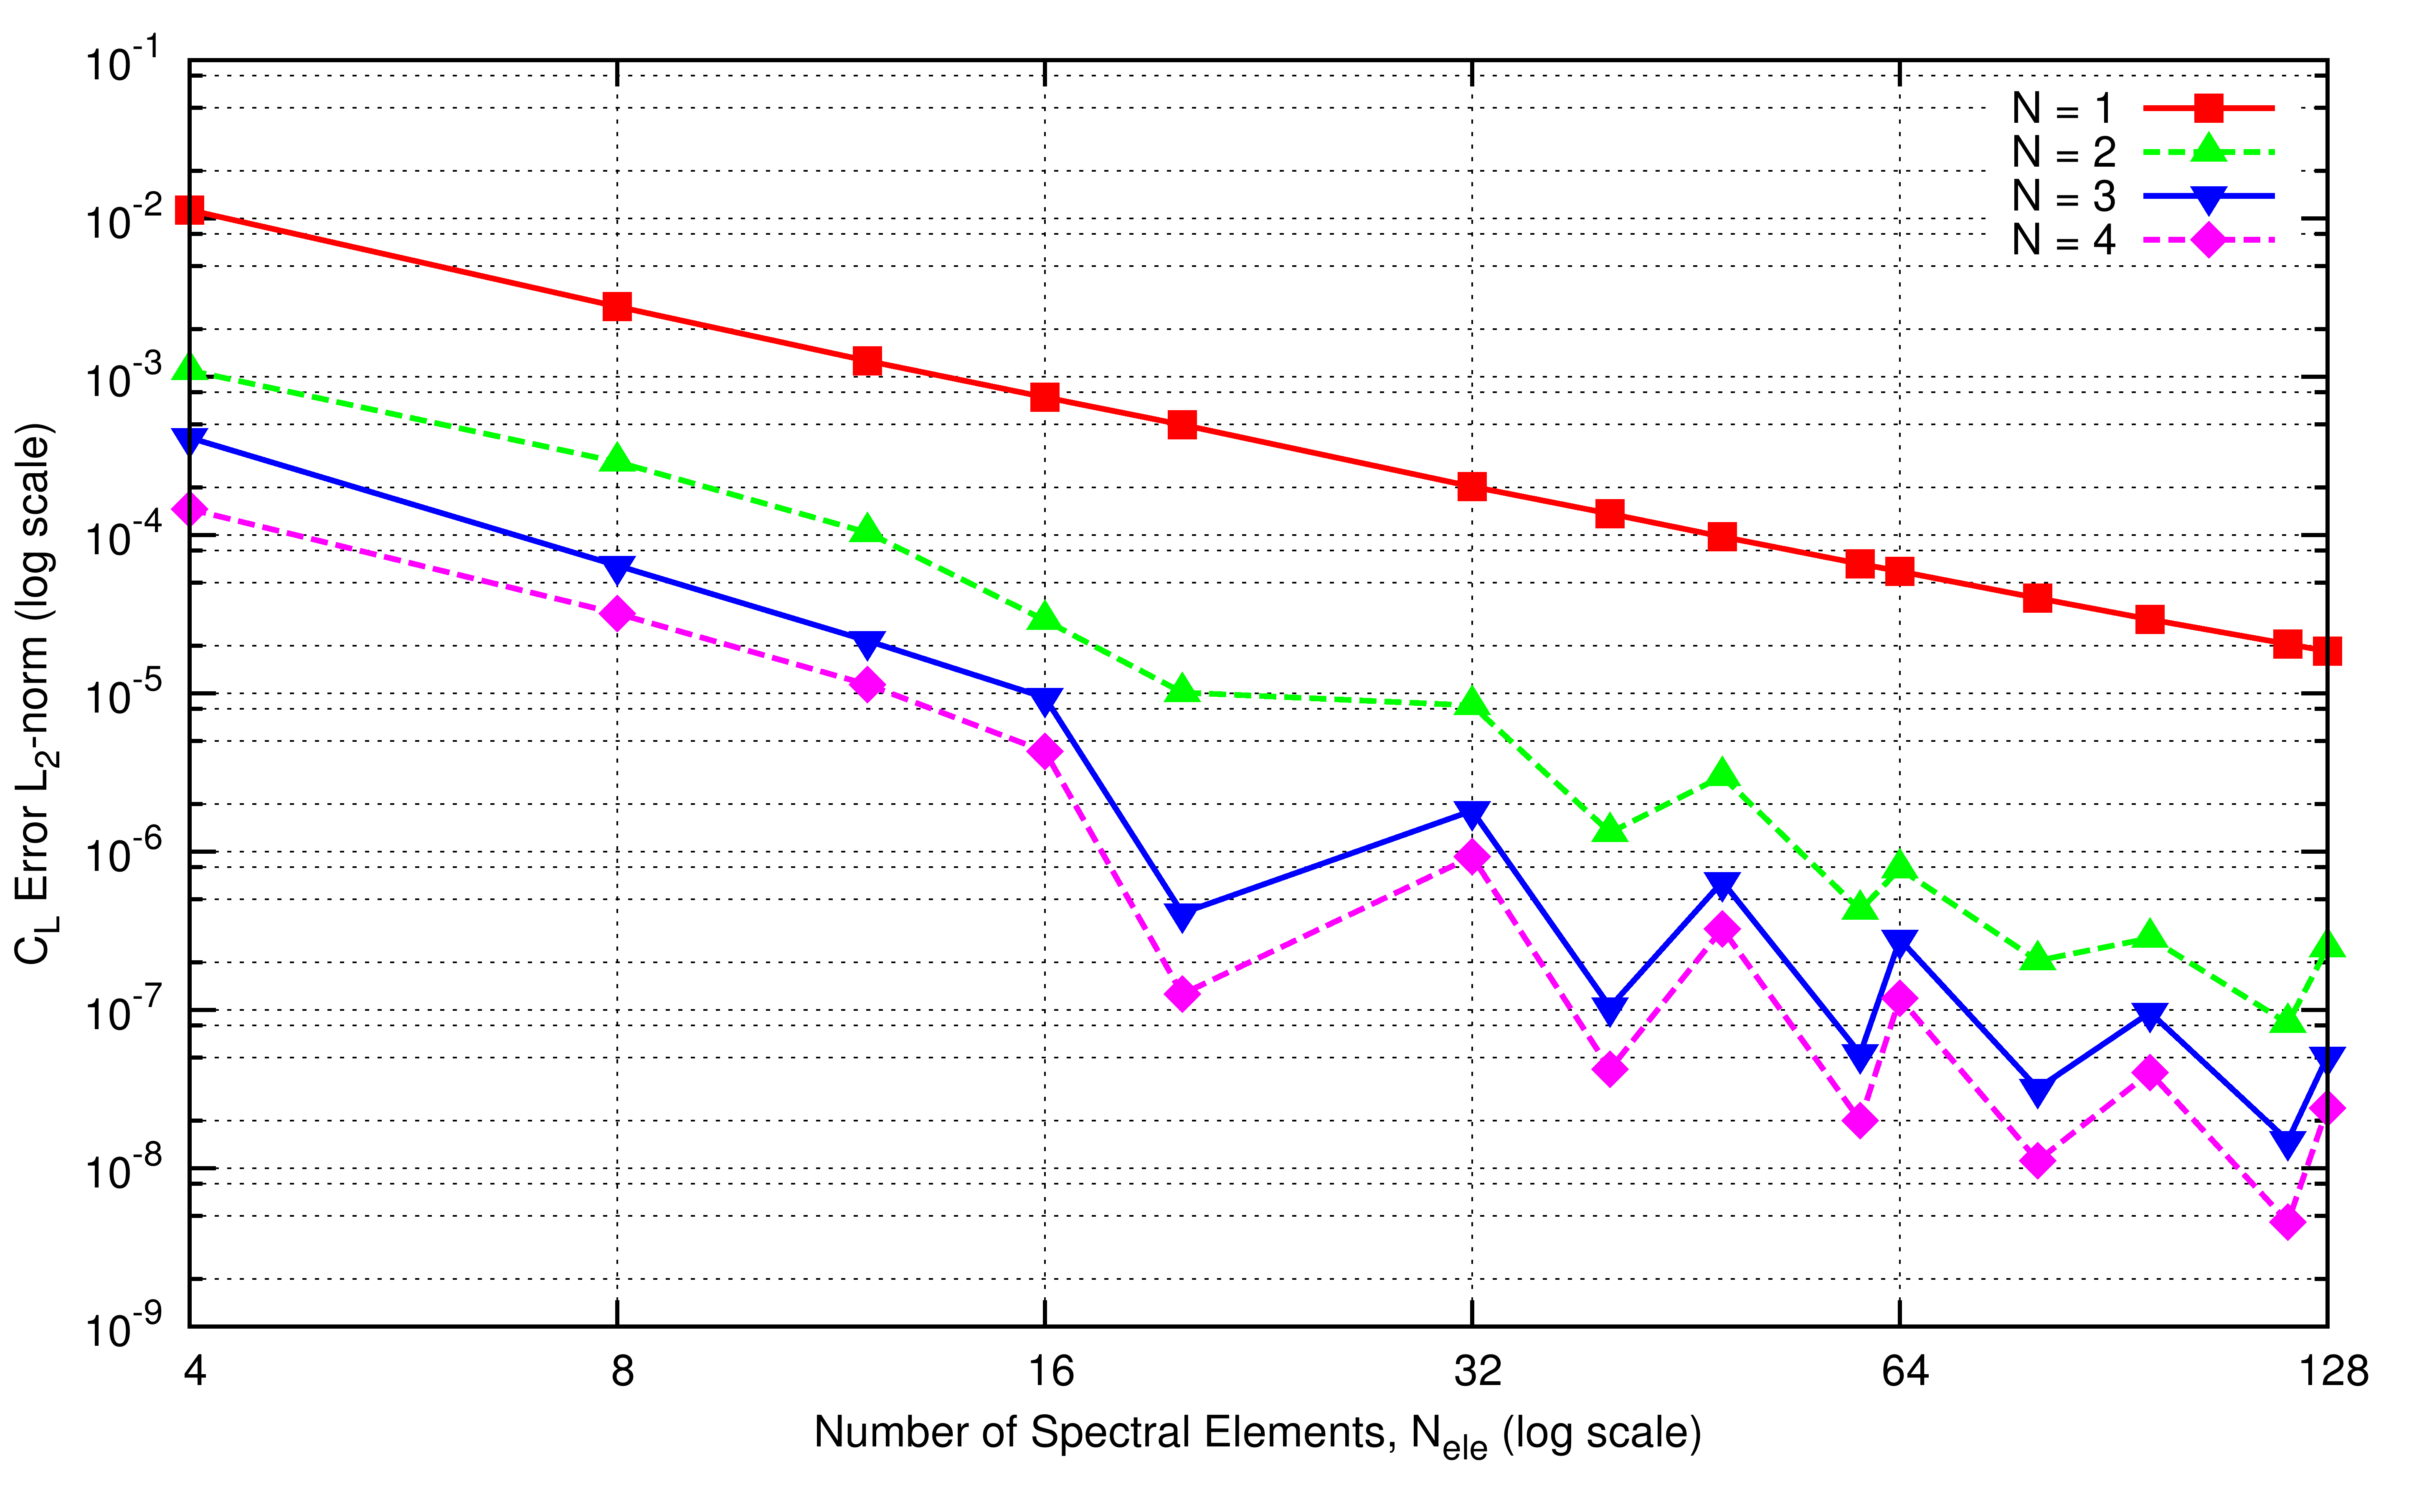 10^-1
10^-2
10^-3
10^-4
10^-5
10^-6
10^-7
10^-8
10^-9
C_L Error L_2-norm (log scale)
N = 1
N = 2
N = 3
N = 4
4 8 16 32 64 128
Number of Spectral Elements, N_ele (log scale)